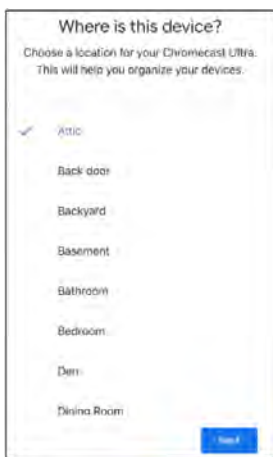 Where is this device?
Choose a location for your Chromecast Ultra.
This will help you organize your devices.
Attic
Back door
Backyard
Basement
Bathroom
Bedroom
Den
Dining Room
Next